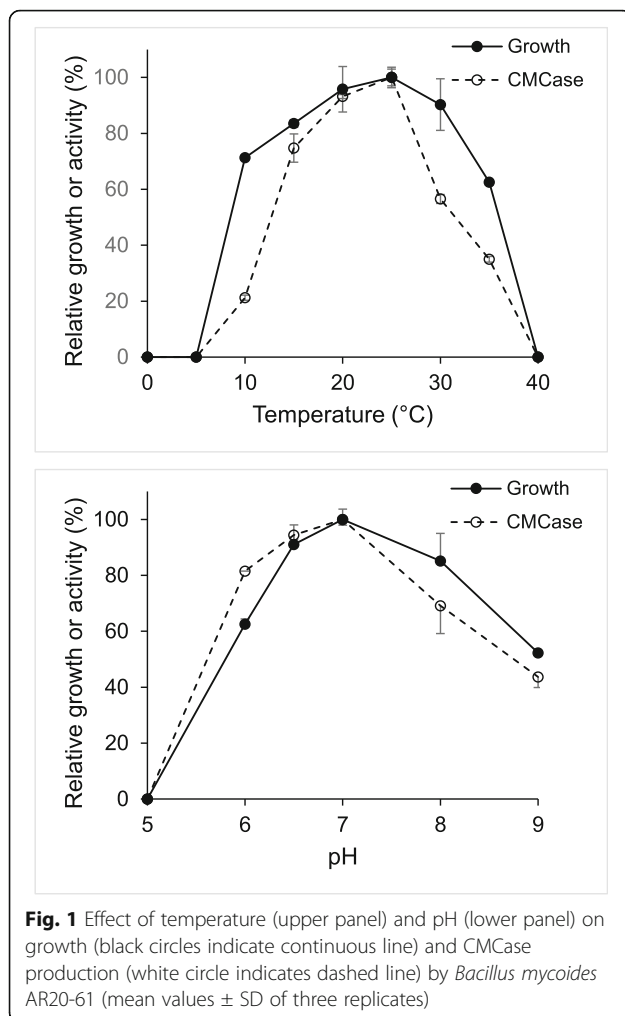 Growth
CMCase
Relative growth or activity (%)
100
80
60
40
20
0
0 10 20 30 40
Temperature (°C)
Growth
CMCase
Relative growth or activity (%)
100
80
60
40
20
0
5 6 7 8 9
pH
Fig. 1 Effect of temperature (upper panel) and pH (lower panel) on
growth (black circles indicate continuous line) and CMCase
production (white circle indicates dashed line) by Bacillus mycoides
AR20-61 (mean values ± SD of three replicates)